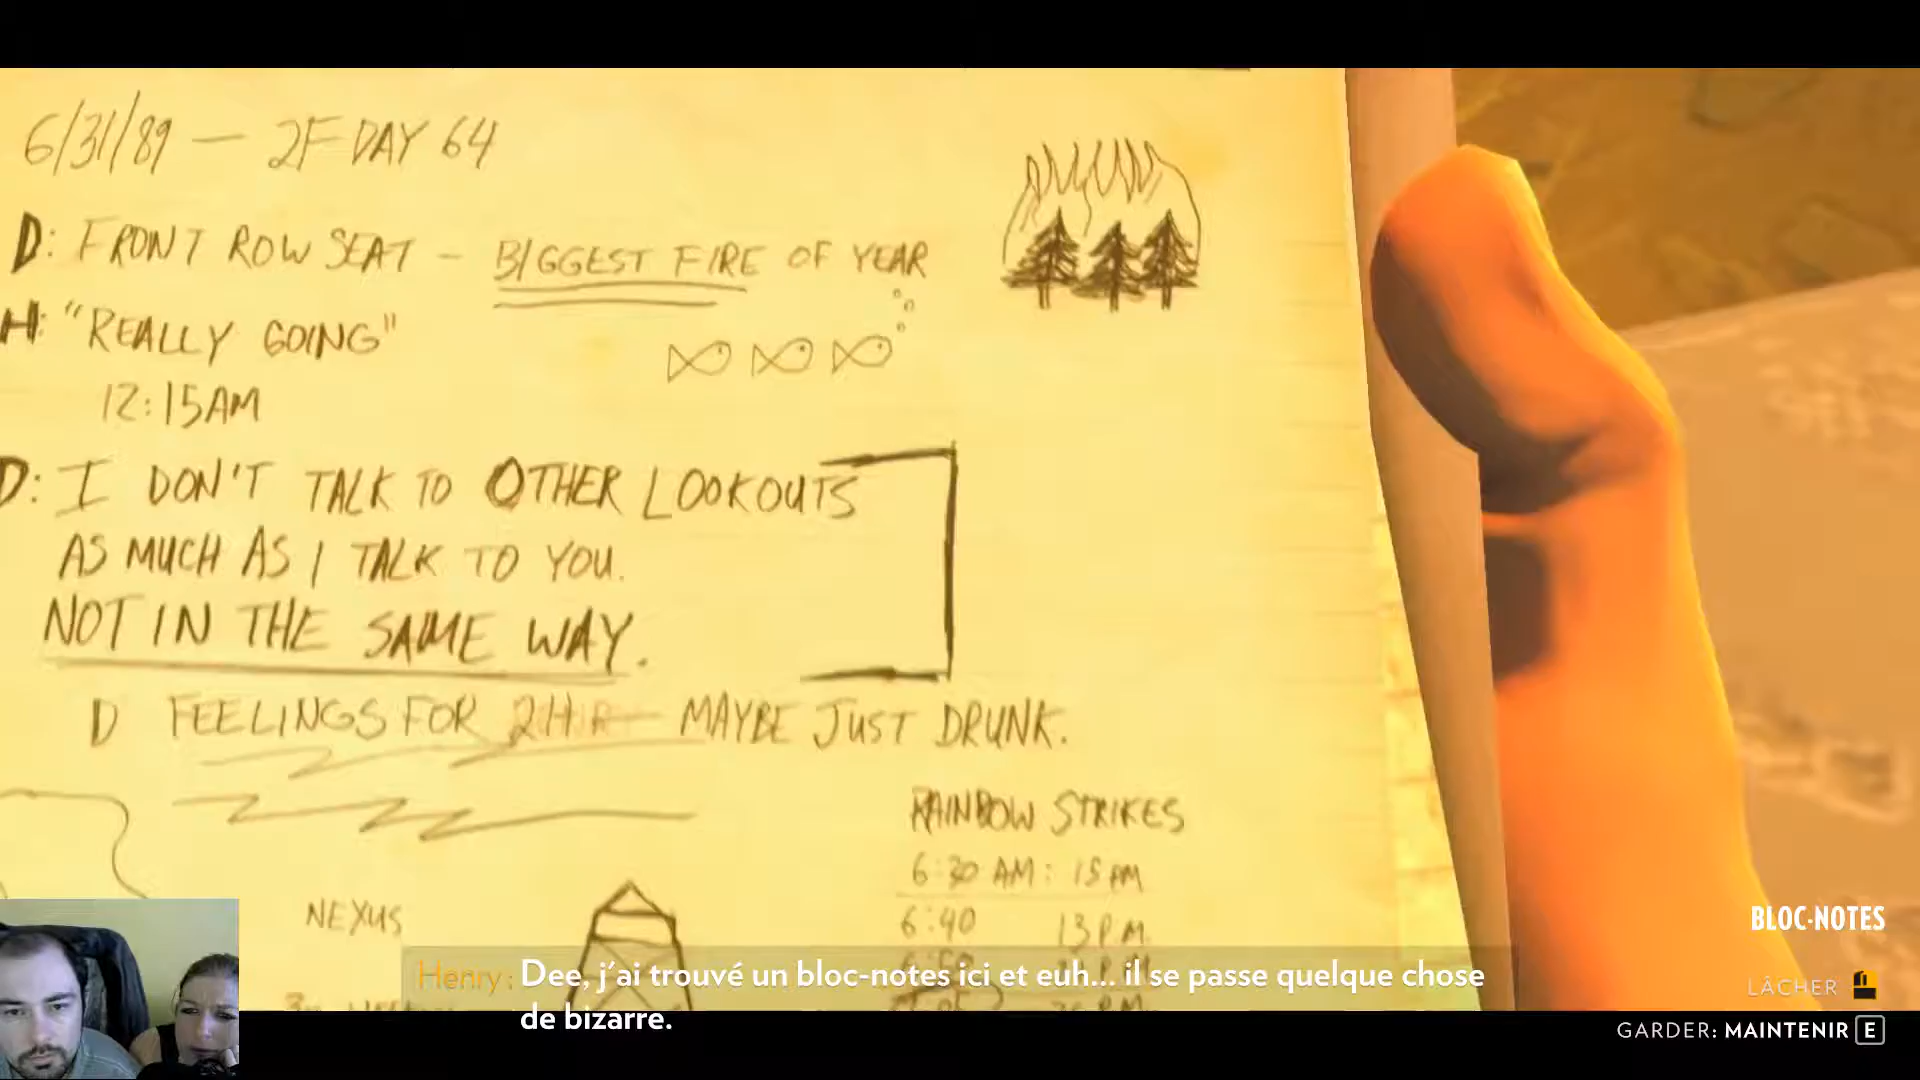 6/31/89 — 2F DAY 64
D: FRONT ROW SEAT - BIGGEST FIRE OF YEAR
H: "REALLY GOING"
12:15AM
D: I DON'T TALK TO OTHER LOOKOUTS
AS MUCH AS I TALK TO YOU.
NOT IN THE SAME WAY.
D FEELINGS FOR MAYBE JUST DRUNK.
RAINBOW STRIKES
6:30 AM: 15 PM
NEXUS
6:40 13 P.M.
BLOC-NOTES
Henry: Dee, j'ai trouvé un bloc-notes ici et euh... il se passe quelque chose
de bizarre.
LÂCHER
GARDER: MAINTENIR E